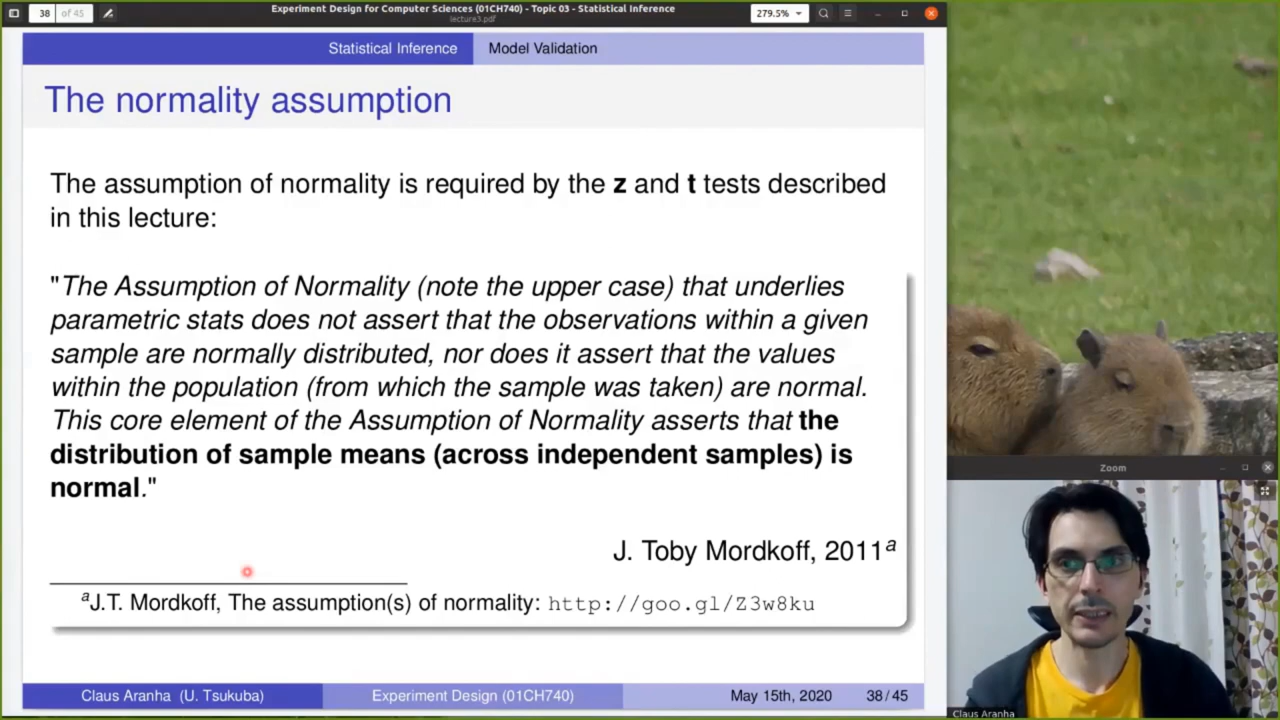 38 of 45
Experiment Design for Computer Sciences (01CH740) - Topic 03 - Statistical Inference
lecture3.pdf
279.5%
Statistical Inference Model Validation
The normality assumption
The assumption of normality is required by the z and t tests described
in this lecture:
"The Assumption of Normality (note the upper case) that underlies
parametric stats does not assert that the observations within a given
sample are normally distributed, nor does it assert that the values
within the population (from which the sample was taken) are normal.
This core element of the Assumption of Normality asserts that the
distribution of sample means (across independent samples) is
normal."
J. Toby Mordkoff, 2011a
aJ.T. Mordkoff, The assumption(s) of normality: http://goo.gl/Z3w8ku
Claus Aranha (U. Tsukuba) Experiment Design (01CH740) May 15th, 2020 38/45
Zoom
Claus Aranha